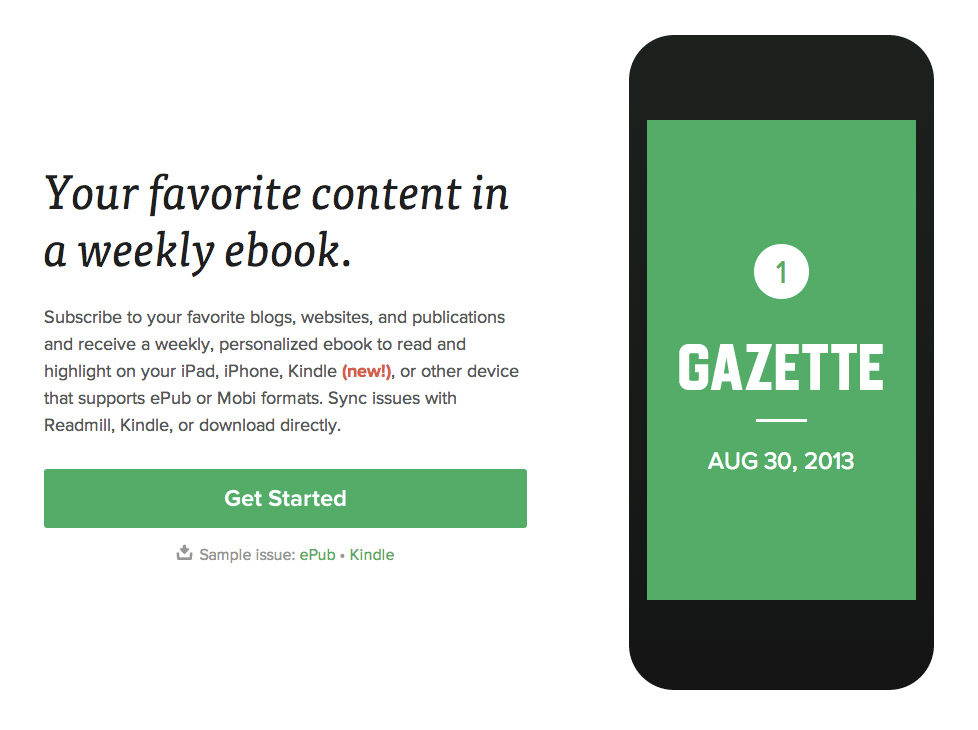 Your favorite content in
a weekly ebook.
Subscribe to your favorite blogs, websites, and publications
and receive a weekly, personalized ebook to read and
highlight on your iPad, iPhone, Kindle (new!), or other device
that supports ePub or Mobi formats. Sync issues with
Readmill, Kindle, or download directly.
Get Started
Sample issue: ePub • Kindle
1
GAZETTE
AUG 30, 2013